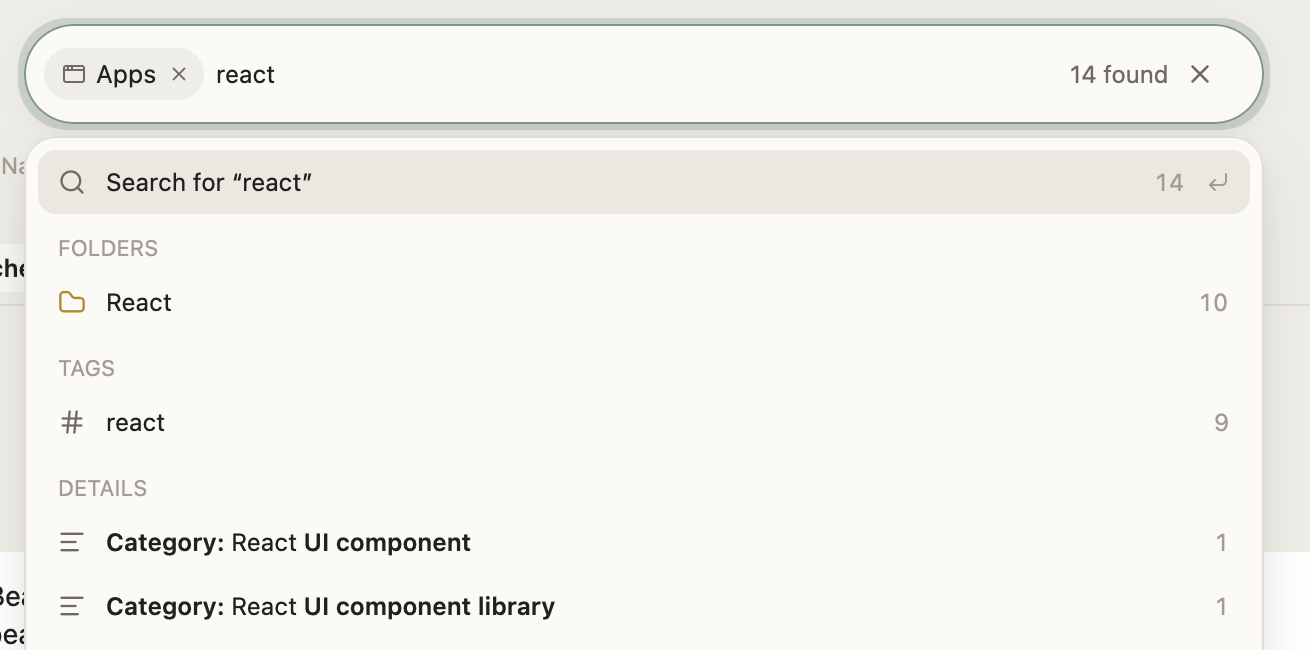 Apps react 14 found
Search for “react” 14
FOLDERS
React 10
TAGS
react 9
DETAILS
Category: React UI component 1
Category: React UI component library 1